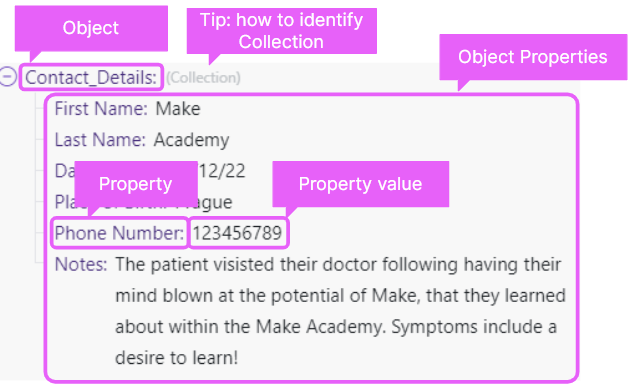 Object
Tip: how to identify
Collection
Object Properties
Contact_Details: (Collection)
First Name: Make
Last Name: Academy
Da 12/22
Property
Property value
Phone Number: 123456789
Notes: The patient visisted their doctor following having their
mind blown at the potential of Make, that they learned
about within the Make Academy. Symptoms include a
desire to learn!